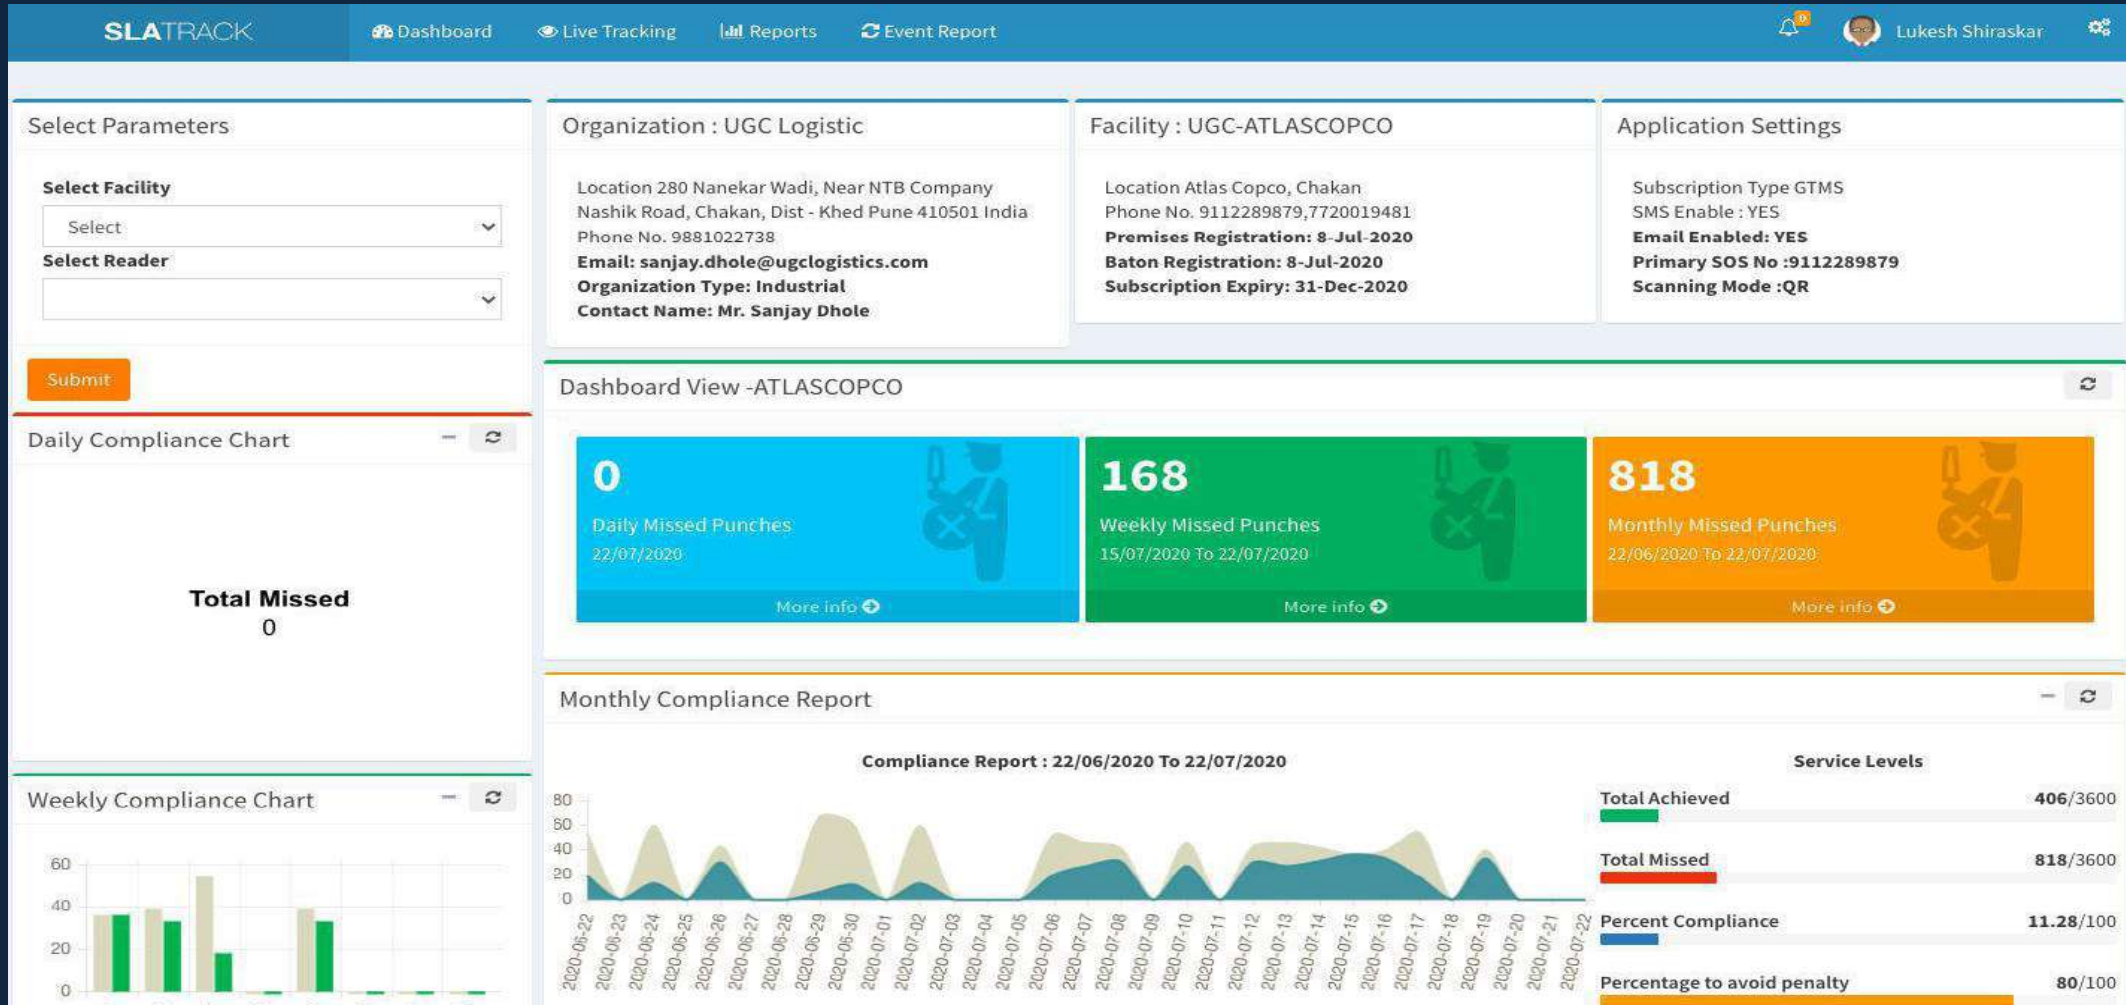 SLATRACK
Dashboard
Live Tracking
Reports
Event Report
0
Lukesh Shiraskar
Select Parameters
Select Facility
Select
Select Reader
Submit
Organization : UGC Logistic
Location 280 Nanekar Wadi, Near NTB Company
Nashik Road, Chakan, Dist - Khed Pune 410501 India
Phone No. 9881022738
Email: sanjay.dhole@ugclogistics.com
Organization Type: Industrial
Contact Name: Mr. Sanjay Dhole
Facility : UGC-ATLASCOPCO
Location Atlas Copco, Chakan
Phone No. 9112289879,7720019481
Premises Registration: 8-Jul-2020
Baton Registration: 8-Jul-2020
Subscription Expiry: 31-Dec-2020
Application Settings
Subscription Type GTMS
SMS Enable : YES
Email Enabled: YES
Primary SOS No :9112289879
Scanning Mode :QR
Daily Compliance Chart
Total Missed
0
Dashboard View -ATLASCOPCO
0
Daily Missed Punches
22/07/2020
More info
168
Weekly Missed Punches
15/07/2020 To 22/07/2020
More info
818
Monthly Missed Punches
22/06/2020 To 22/07/2020
More info
Weekly Compliance Chart
60
40
20
0
Monthly Compliance Report
Compliance Report : 22/06/2020 To 22/07/2020
80
60
40
20
0
2020-06-22
2020-06-23
2020-06-24
2020-06-25
2020-06-26
2020-06-27
2020-06-28
2020-06-29
2020-06-30
2020-07-01
2020-07-02
2020-07-03
2020-07-04
2020-07-05
2020-07-06
2020-07-07
2020-07-08
2020-07-09
2020-07-10
2020-07-11
2020-07-12
2020-07-13
2020-07-14
2020-07-15
2020-07-16
2020-07-17
2020-07-18
2020-07-19
2020-07-20
2020-07-21
2020-07-22
Service Levels
Total Achieved 406/3600
Total Missed 818/3600
Percent Compliance 11.28/100
Percentage to avoid penalty 80/100